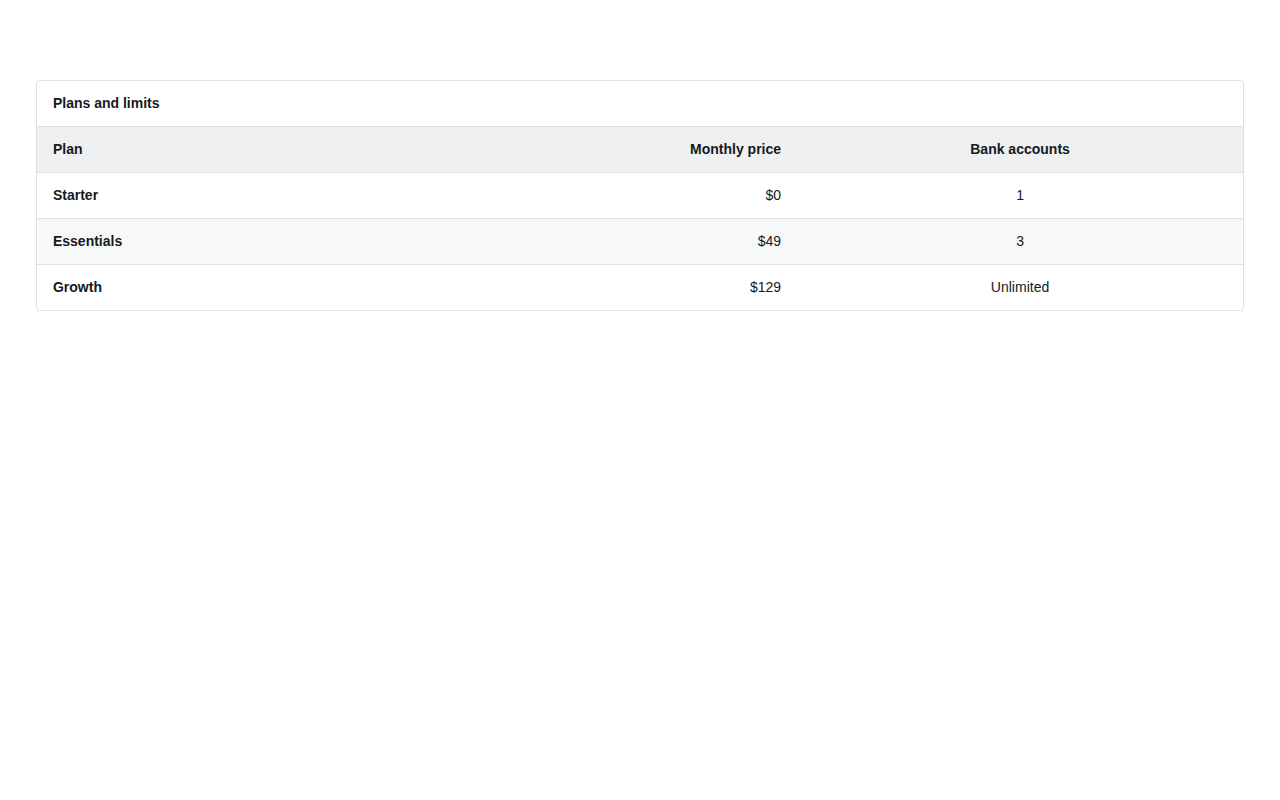 Plans and limits
Plan Monthly price Bank accounts
Starter $0 1
Essentials $49 3
Growth $129 Unlimited